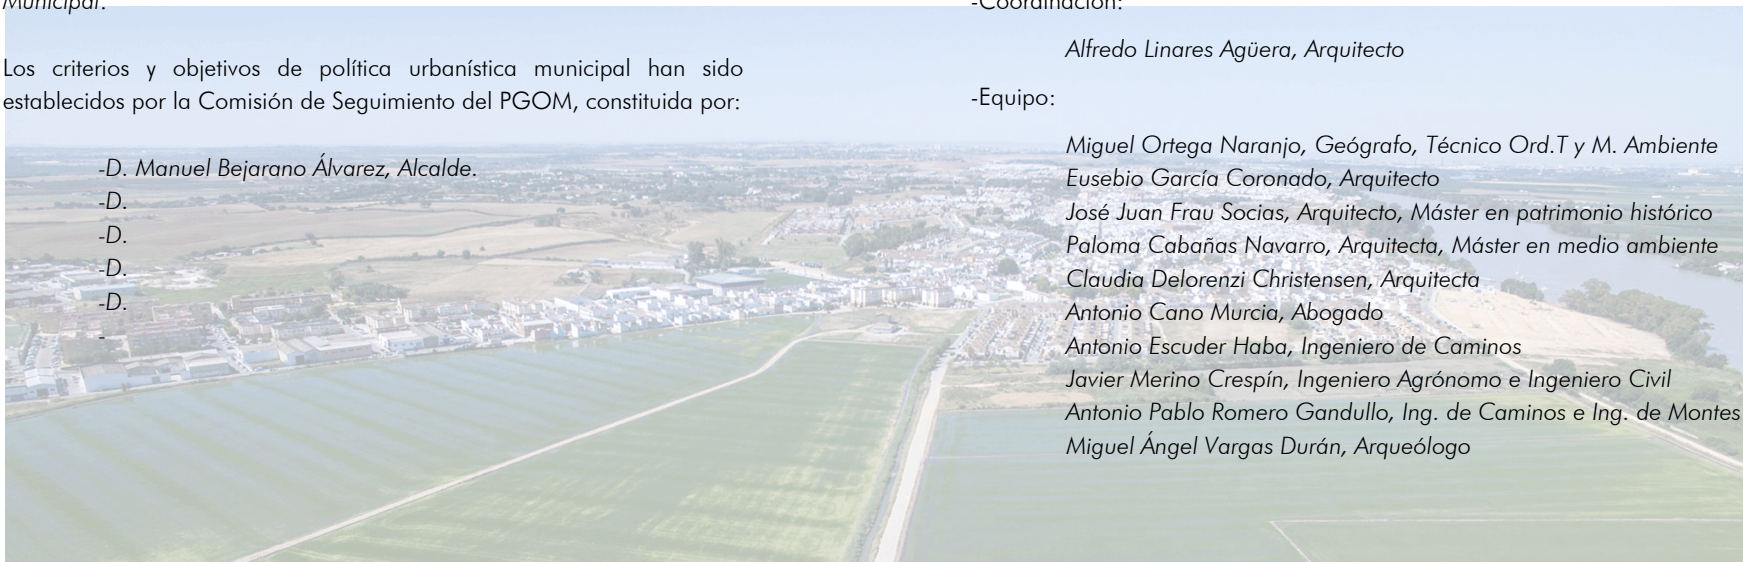 Municipal.
Los criterios y objetivos de política urbanística municipal han sido
establecidos por la Comisión de Seguimiento del PGOM, constituida por:
-D. Manuel Bejarano Álvarez, Alcalde.
-D.
-D.
-D.
-D.
-
-Coordinación:
Alfredo Linares Agüera, Arquitecto
-Equipo:
Miguel Ortega Naranjo, Geógrafo, Técnico Ord.T y M. Ambiente
Eusebio García Coronado, Arquitecto
José Juan Frau Socias, Arquitecto, Máster en patrimonio histórico
Paloma Cabañas Navarro, Arquitecta, Máster en medio ambiente
Claudia Delorenzi Christensen, Arquitecta
Antonio Cano Murcia, Abogado
Antonio Escuder Haba, Ingeniero de Caminos
Javier Merino Crespín, Ingeniero Agrónomo e Ingeniero Civil
Antonio Pablo Romero Gandullo, Ing. de Caminos e Ing. de Montes
Miguel Ángel Vargas Durán, Arqueólogo